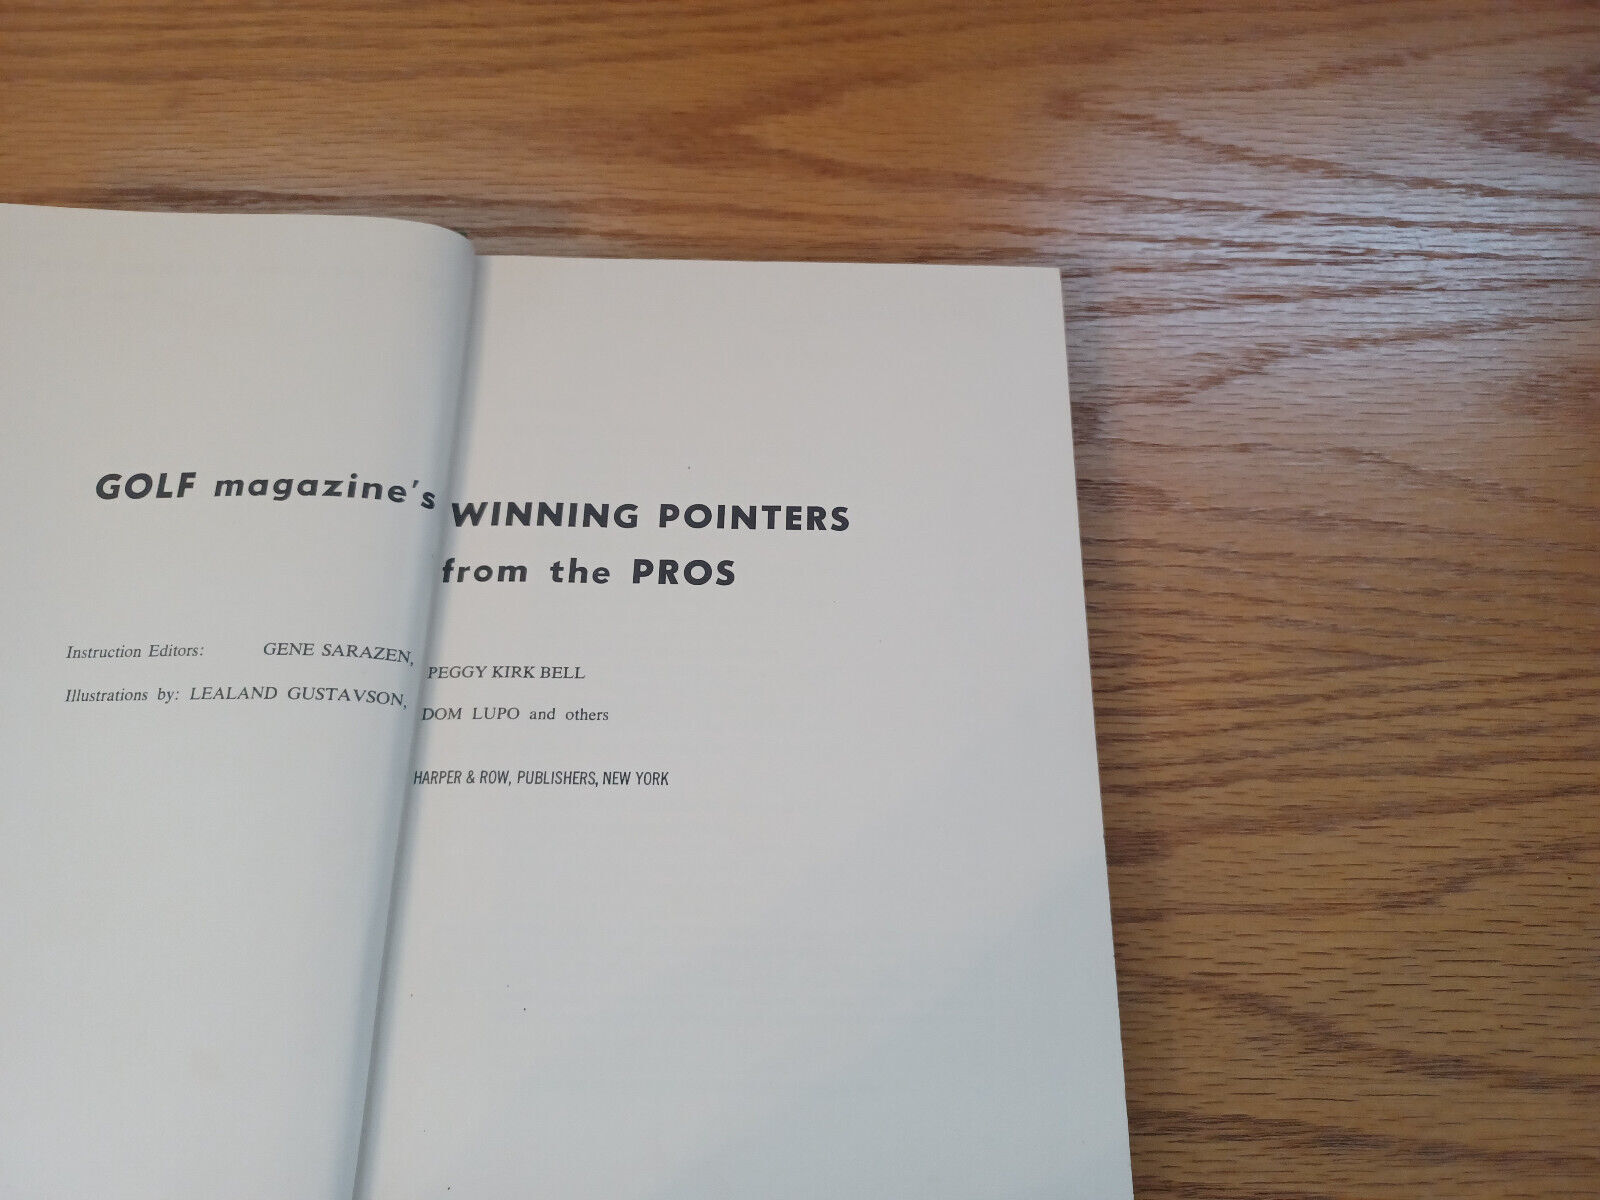 GOLF magazine's WINNING POINTERS
from the PROS
Instruction Editors: GENE SARAZEN, PEGGY KIRK BELL
Illustrations by: LEALAND GUSTAVSON, DOM LUPO and others
HARPER & ROW, PUBLISHERS, NEW YORK